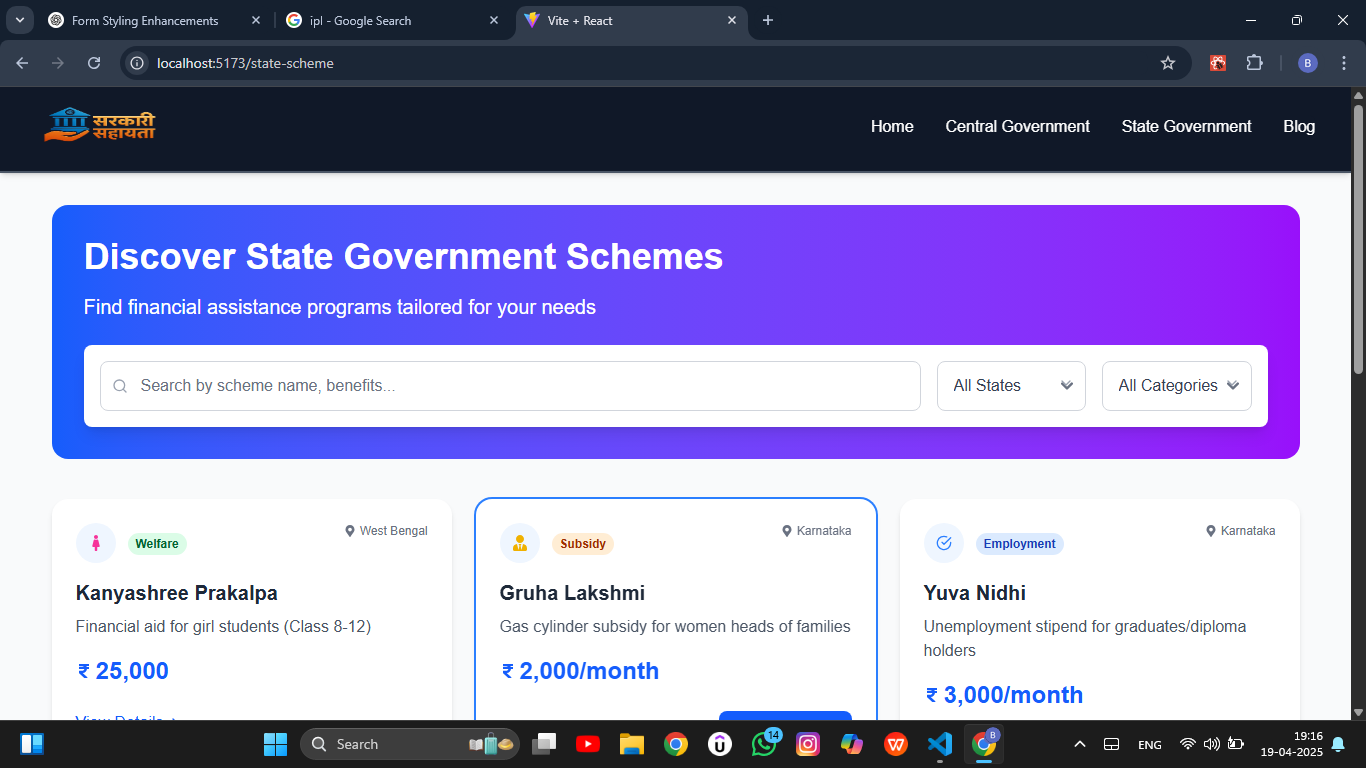 Form Styling Enhancements
ipl - Google Search
Vite + React
localhost:5173/state-scheme
B
सरकारी
सहायता
Home
Central Government
State Government
Blog
Discover State Government Schemes
Find financial assistance programs tailored for your needs
Search by scheme name, benefits...
All States
All Categories
Welfare
West Bengal
Kanyashree Prakalpa
Financial aid for girl students (Class 8-12)
₹ 25,000
View Details
Subsidy
Karnataka
Gruha Lakshmi
Gas cylinder subsidy for women heads of families
₹ 2,000/month
Employment
Karnataka
Yuva Nidhi
Unemployment stipend for graduates/diploma
holders
₹ 3,000/month
Search
14
B
ENG
19:16
19-04-2025